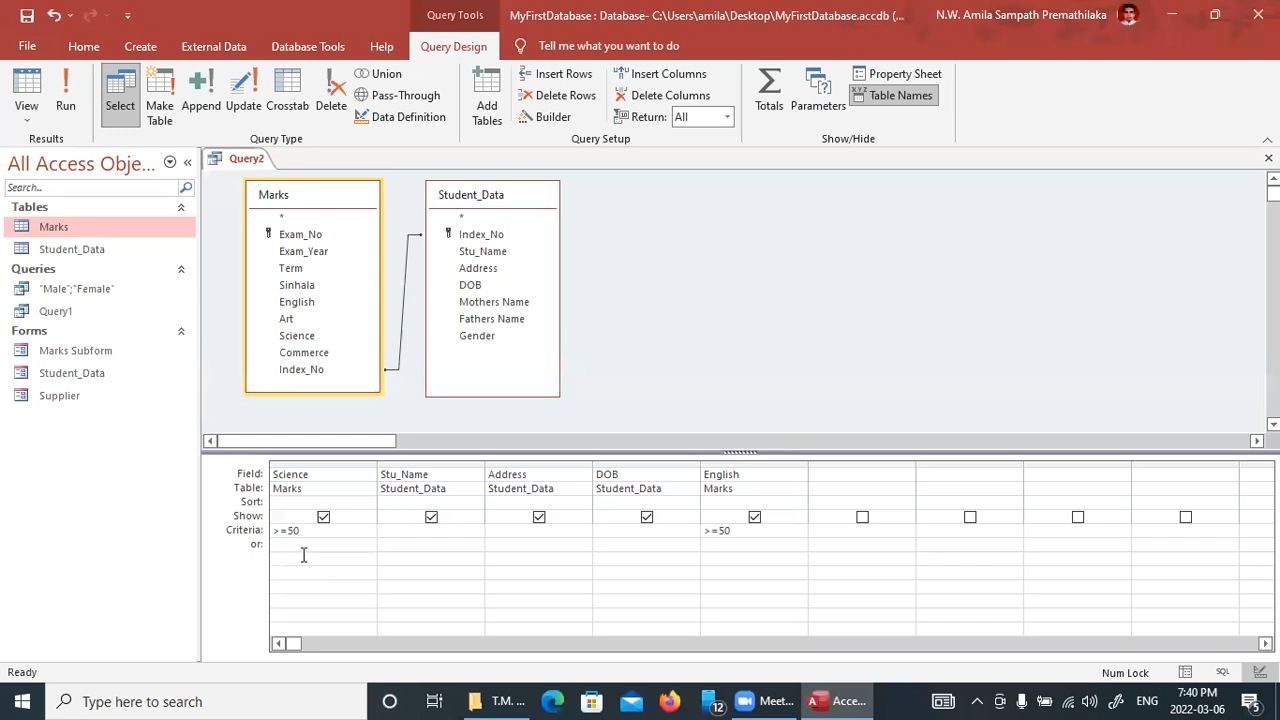 Query Tools
MyFirstDatabase : Database- C:\Users\amila\Desktop\MyFirstDatabase.accdb (...
N.W. Amila Sampath Premathilaka
File Home Create External Data Database Tools Help Query Design Tell me what you want to do
View
Run
Select
Make Table
Append
Update
Crosstab
Delete
Union
Pass-Through
Data Definition
Add Tables
Insert Rows
Delete Rows
Builder
Insert Columns
Delete Columns
Return: All
Totals
Parameters
Property Sheet
XYZ Table Names
Results Query Type Query Setup Show/Hide
All Access Obje...
Search...
Tables
Marks
Student_Data
Queries
"Male";"Female"
Query1
Forms
Marks Subform
Student_Data
Supplier
Query2
Marks
*
Exam_No
Exam_Year
Term
Sinhala
English
Art
Science
Commerce
Index_No
Student_Data
*
Index_No
Stu_Name
Address
DOB
Mothers Name
Fathers Name
Gender
Field: Science Stu_Name Address DOB English
Table: Marks Student_Data Student_Data Student_Data Marks
Sort:
Show:
Criteria: >=50 >=50
or:
Ready
Num Lock
SQL
Type here to search
T.M. ...
12
Meet...
Acce...
ENG
7:40 PM
2022-03-06
5